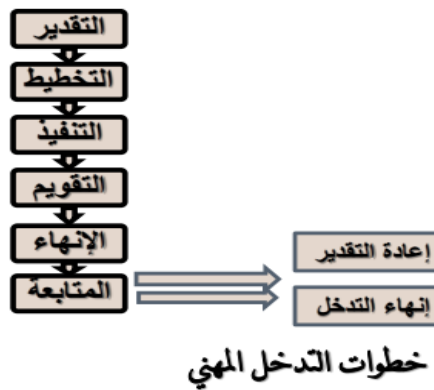 التقدير
التخطيط
التنفيذ
التقويم
الإنهاء
المتابعة
إعادة التقدير
إنهاء التدخل
خطوات التدخل المهني